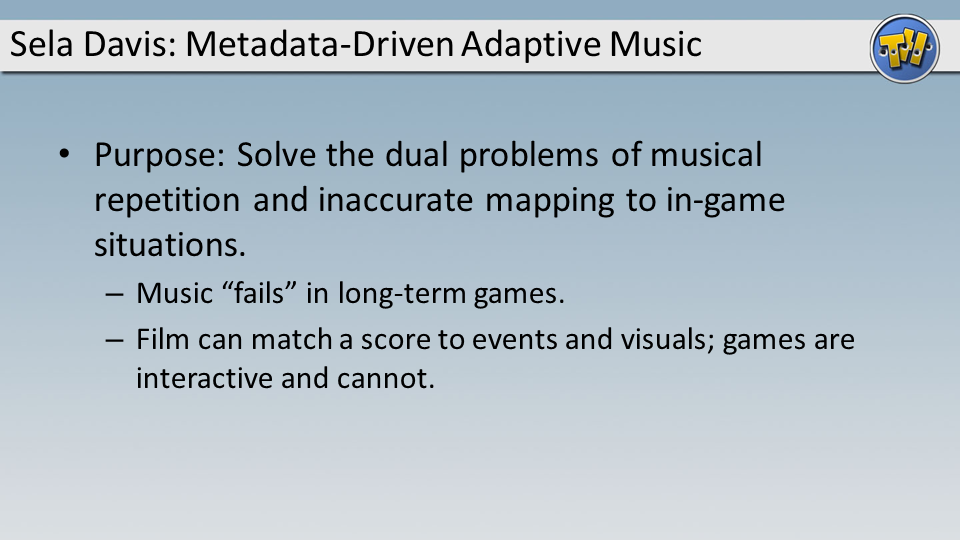 Sela Davis: Metadata-Driven Adaptive Music
• Purpose: Solve the dual problems of musical
repetition and inaccurate mapping to in-game
situations.
– Music “fails” in long-term games.
– Film can match a score to events and visuals; games are
interactive and cannot.